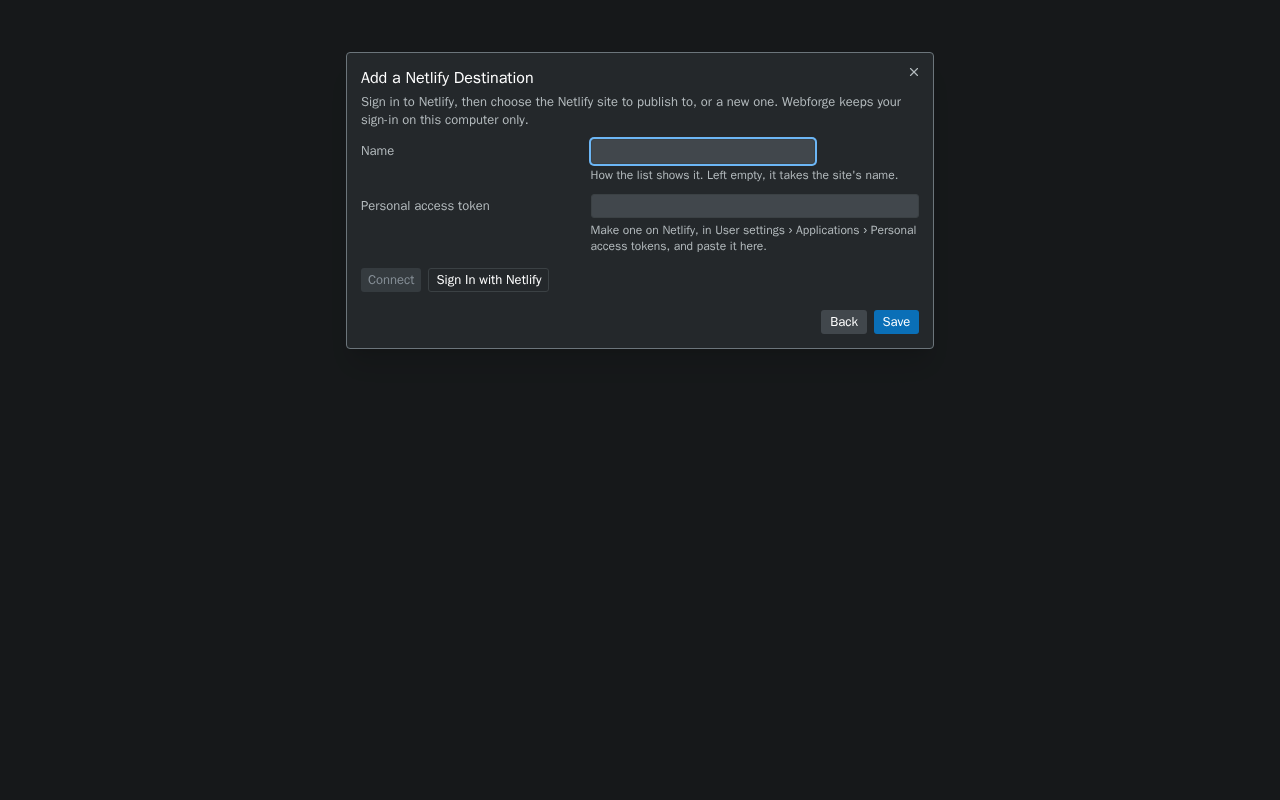 Add a Netlify Destination
Sign in to Netlify, then choose the Netlify site to publish to, or a new one. Webforge keeps your
sign-in on this computer only.
Name
How the list shows it. Left empty, it takes the site's name.
Personal access token
Make one on Netlify, in User settings › Applications › Personal
access tokens, and paste it here.
Connect
Sign In with Netlify
Back
Save